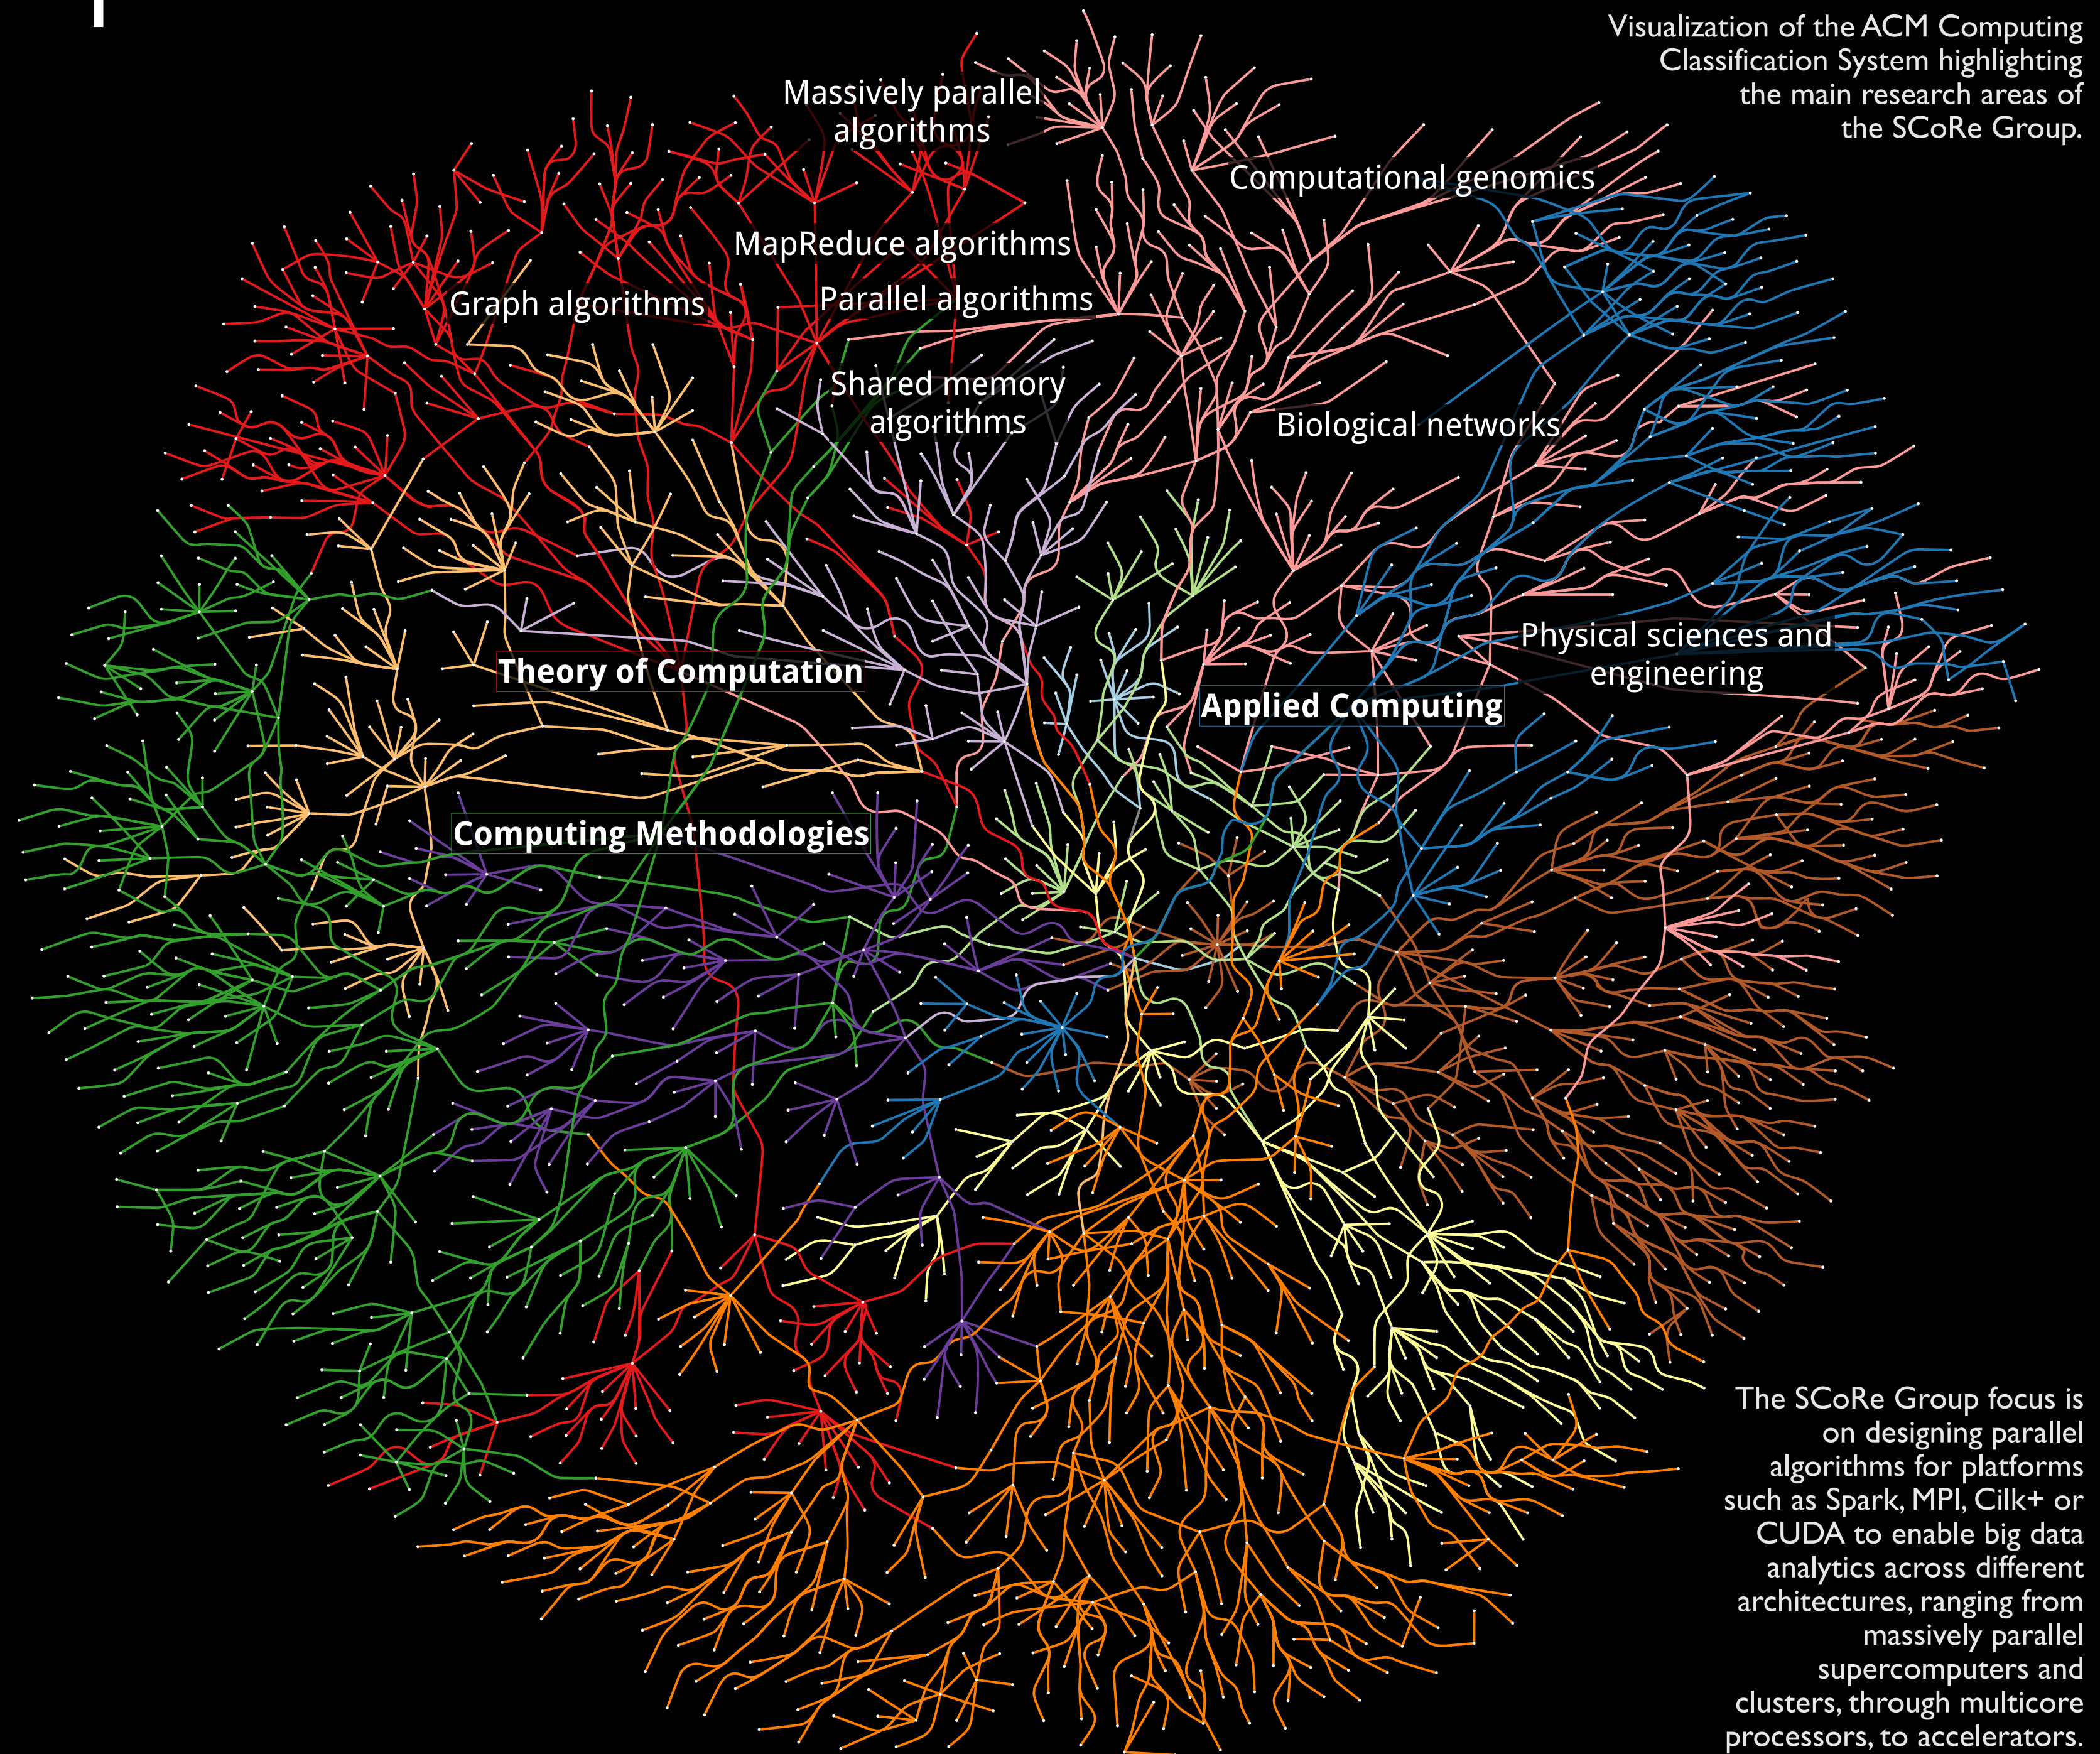 Visualization of the ACM Computing
Classification System highlighting
the main research areas of
the SCoRe Group.
Massively parallel
algorithms
Computational genomics
MapReduce algorithms
Graph algorithms
Parallel algorithms
Shared memory
algorithms
Biological networks
Physical sciences and
engineering
Theory of Computation
Applied Computing
Computing Methodologies
The SCoRe Group focus is
on designing parallel
algorithms for platforms
such as Spark, MPI, Cilk+ or
CUDA to enable big data
analytics across different
architectures, ranging from
massively parallel
supercomputers and
clusters, through multicore
processors, to accelerators.